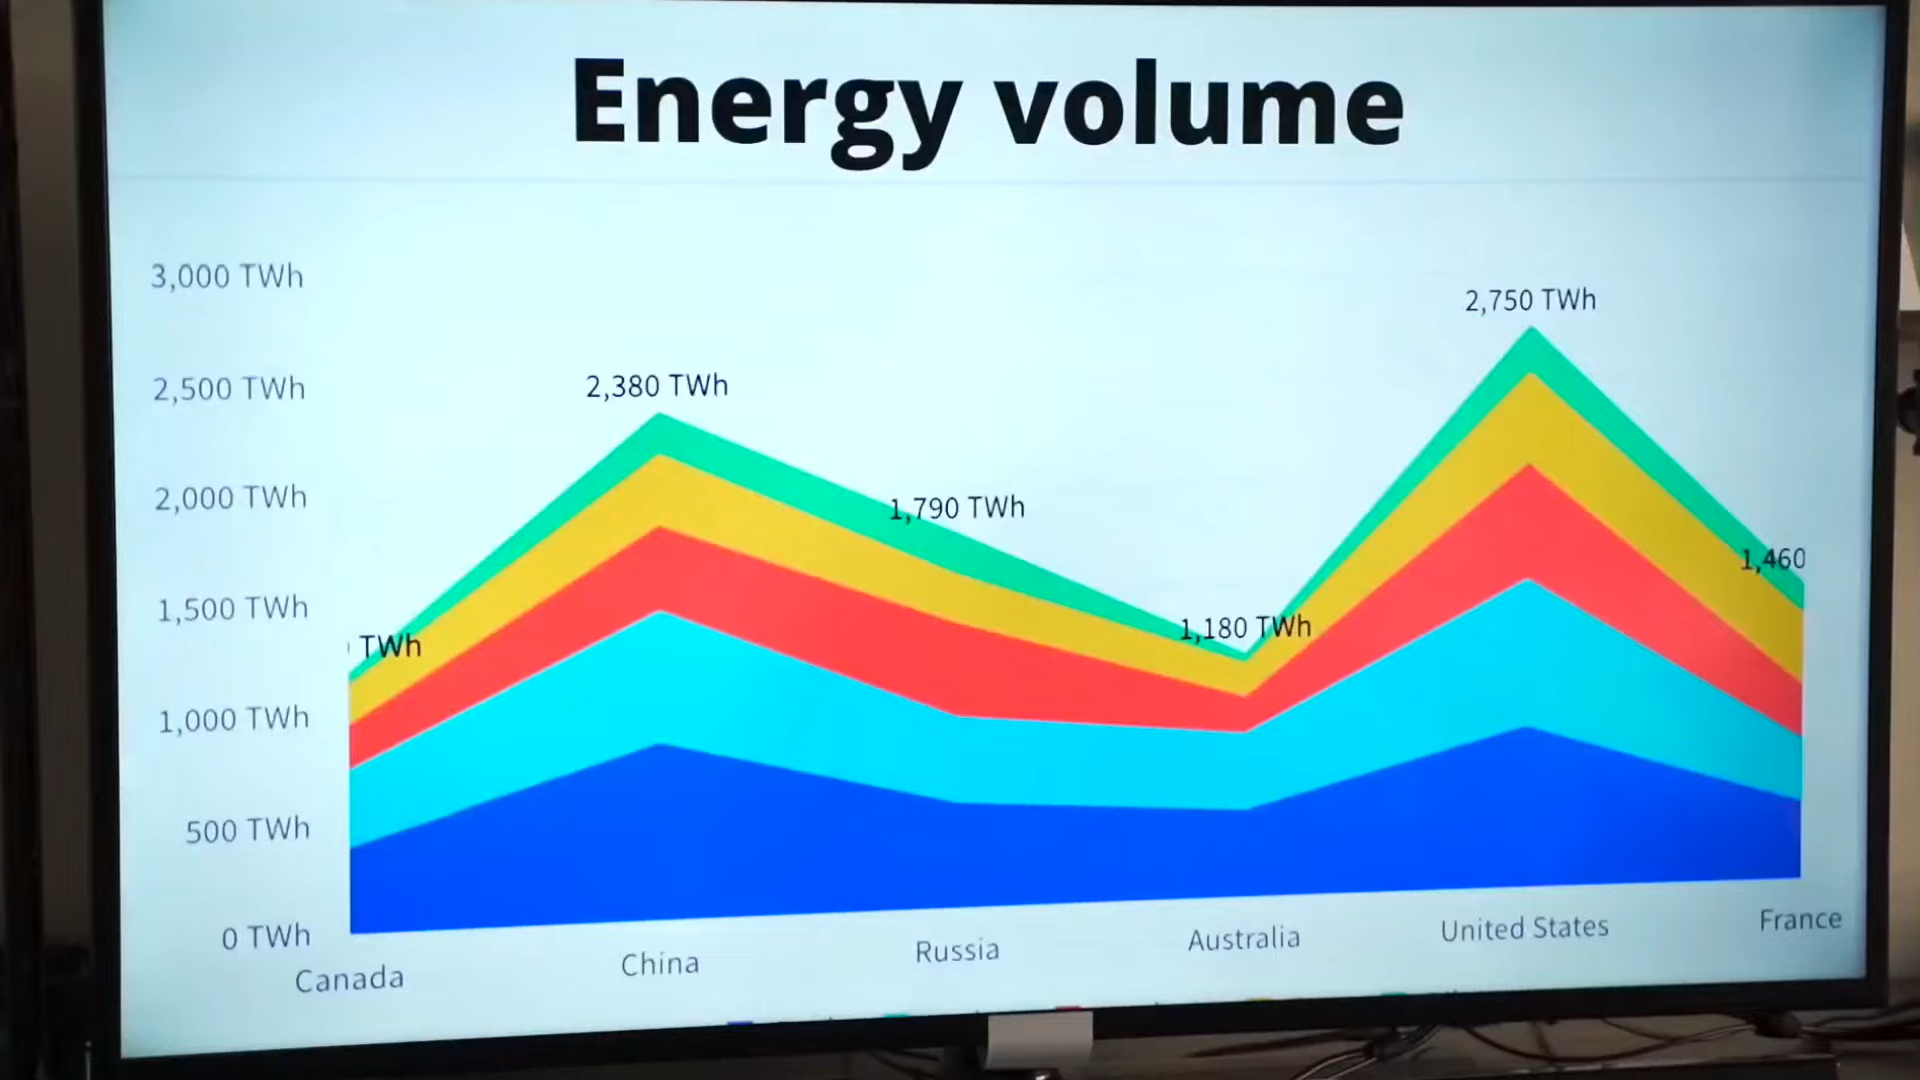 Energy volume
3,000 TWh
2,750 TWh
2,500 TWh
2,380 TWh
2,000 TWh
1,790 TWh
1,460
1,500 TWh
1,180 TWh
TWh
1,000 TWh
500 TWh
0 TWh
Canada
China
Russia
Australia
United States
France